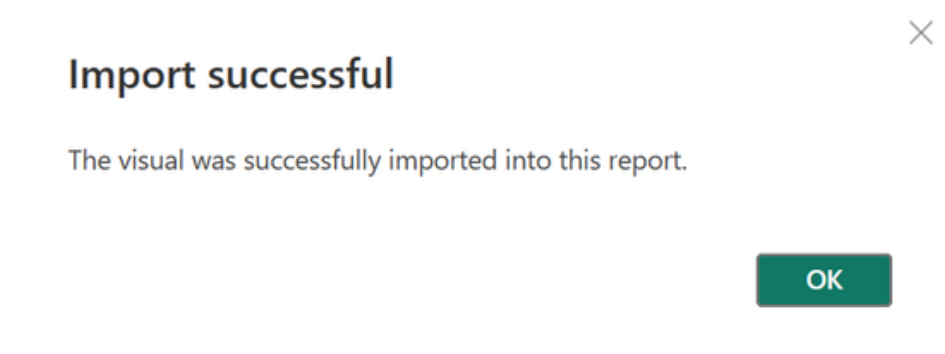 Import successful
The visual was successfully imported into this report.
OK